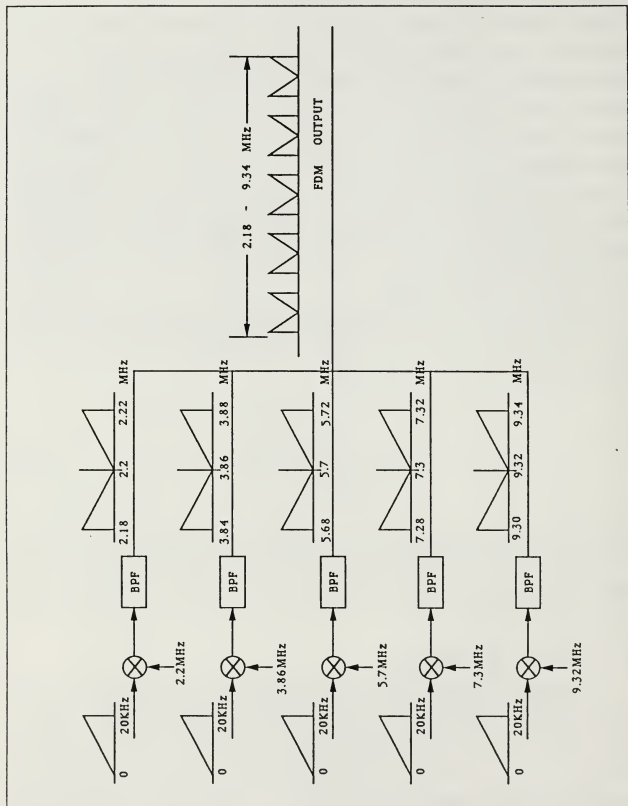 0 20KHz
BPF
2.18 2.2 2.22 MHz
2.2MHz
0 20KHz
BPF
3.84 3.86 3.88 MHz
3.86MHz
2.18 - 9.34 MHz
0 20KHz
BPF
5.68 5.7 5.72 MHz
FDM OUTPUT
5.7MHz
0 20KHz
BPF
7.28 7.3 7.32 MHz
7.3MHz
0 20KHz
BPF
9.30 9.32 9.34 MHz
9.32MHz